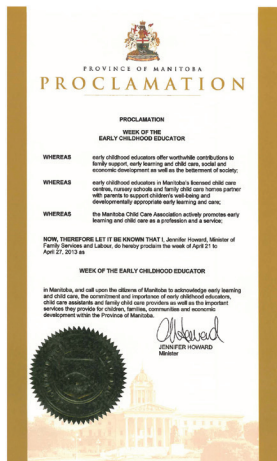 PROVINCE OF MANITOBA
PROCLAMATION
PROCLAMATION
WEEK OF THE
EARLY CHILDHOOD EDUCATOR
WHEREAS early childhood educators offer worthwhile contributions to
family support, early learning and child care, social and
economic development as well as the betterment of society;
WHEREAS early childhood educators in Manitoba's licensed child care
centres, nursery schools and family child care homes partner
with parents to support children's well-being and
developmentally appropriate early learning and care;
WHEREAS the Manitoba Child Care Association actively promotes early
learning and child care as a profession and a service;
NOW, THEREFORE LET IT BE KNOWN THAT I, Jennifer Howard, Minister of
Family Services and Labour, do hereby proclaim the week of April 21 to
April 27, 2013 as
WEEK OF THE EARLY CHILDHOOD EDUCATOR
in Manitoba, and call upon the citizens of Manitoba to acknowledge early learning
and child care, the commitment and importance of early childhood educators,
child care assistants and family child care providers as well as the important
services they provide for children, families, communities and economic
development within the Province of Manitoba.
JHoward
JENNIFER HOWARD
Minister